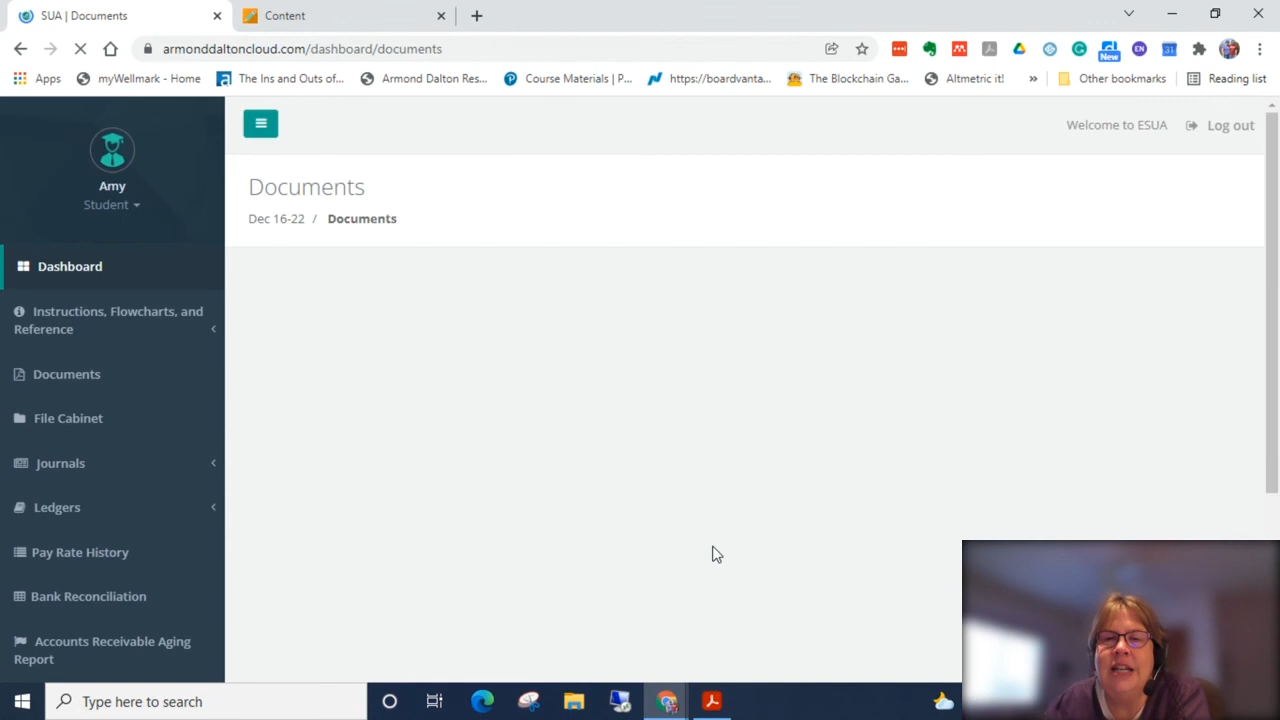 SUA | Documents
Content
armonddaltoncloud.com/dashboard/documents
New
EN
31
Apps
myWellmark - Home
The Ins and Outs of...
Armond Dalton Res...
Course Materials | P...
https://boardvanta...
The Blockchain Ga...
Altmetric it!
»
Other bookmarks
Reading list
Welcome to ESUA
Log out
Amy
Student
Documents
Dec 16-22 / Documents
Dashboard
Instructions, Flowcharts, and
Reference
Documents
File Cabinet
Journals
Ledgers
Pay Rate History
Bank Reconciliation
Accounts Receivable Aging
Report
Type here to search